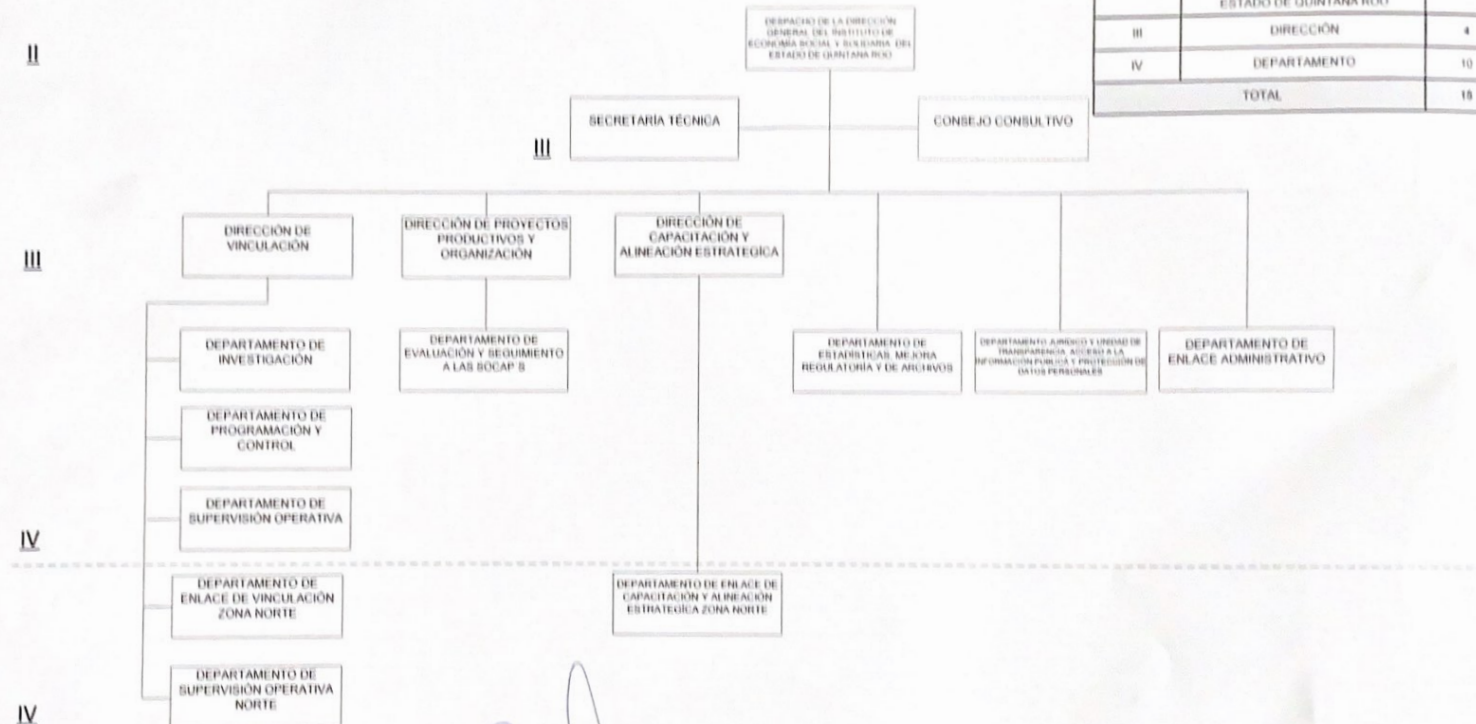 ESTADO DE QUINTANA ROO
III DIRECCIÓN 4
IV DEPARTAMENTO 10
TOTAL
II
DESPACHO DE LA DIRECCIÓN
GENERAL DEL INSTITUTO DE
ECONOMÍA SOCIAL Y SOLIDARIA DEL
ESTADO DE QUINTANA ROO
SECRETARÍA TÉCNICA
CONSEJO CONSULTIVO
III
III
DIRECCIÓN DE
VINCULACIÓN
DIRECCIÓN DE PROYECTOS
PRODUCTIVOS Y
ORGANIZACIÓN
DIRECCIÓN DE
CAPACITACIÓN Y
ALINEACIÓN ESTRATEGÍCA
DEPARTAMENTO DE
INVESTIGACIÓN
DEPARTAMENTO DE
EVALUACIÓN Y SEGUIMIENTO
A LAS SOCAP S
DEPARTAMENTO DE
ESTADÍSTICAS, MEJORA
REGULATORÍA Y DE ARCHIVOS
DEPARTAMENTO JURÍDICO Y UNIDAD DE
TRANSPARENCIA, ACCESO A LA
INFORMACIÓN PÚBLICA Y PROTECCIÓN DE
DATOS PERSONALES
DEPARTAMENTO DE
ENLACE ADMINISTRATIVO
DEPARTAMENTO DE
PROGRAMACIÓN Y
CONTROL
DEPARTAMENTO DE
SUPERVISIÓN OPERATIVA
IV
DEPARTAMENTO DE
ENLACE DE VINCULACIÓN
ZONA NORTE
DEPARTAMENTO DE ENLACE DE
CAPACITACIÓN Y ALINEACIÓN
ESTRATEGÍCA ZONA NORTE
DEPARTAMENTO DE
SUPERVISIÓN OPERATIVA
NORTE
IV